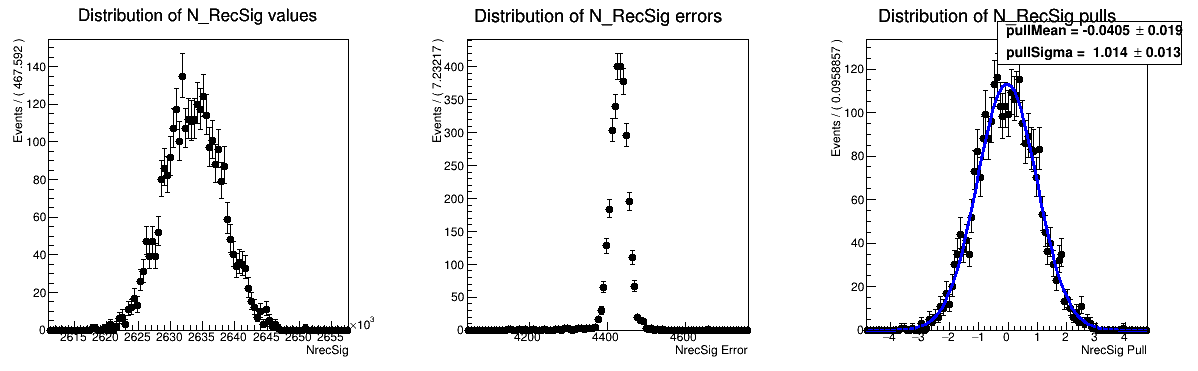 Distribution of N_RecSig values
Events / ( 467.592 )
140
120
100
80
60
40
20
0
2615 2620 2625 2630 2635 2640 2645 2650 2655
×10³
NrecSig
Distribution of N_RecSig errors
Events / ( 7.23217 )
400
350
300
250
200
150
100
50
0
4200 4400 4600
NrecSig Error
Distribution of N_RecSig pulls
pullMean = -0.0405 ± 0.019
pullSigma = 1.014 ± 0.013
Events / ( 0.0958857 )
120
100
80
60
40
20
0
−4 −3 −2 −1 0 1 2 3 4
NrecSig Pull